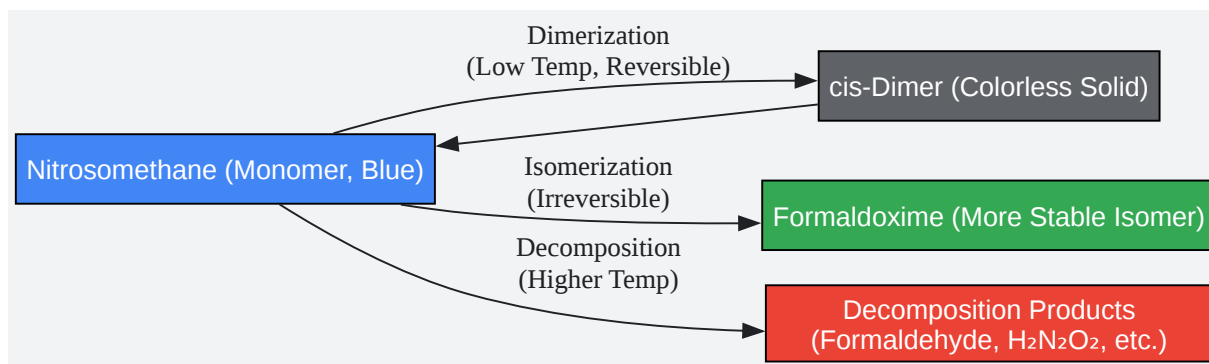 Dimerization
(Low Temp, Reversible)
cis-Dimer (Colorless Solid)
Nitrosomethane (Monomer, Blue)
Isomerization
(Irreversible)
Formaldoxime (More Stable Isomer)
Decomposition
(Higher Temp)
Decomposition Products
(Formaldehyde, H₂N₂O₂, etc.)